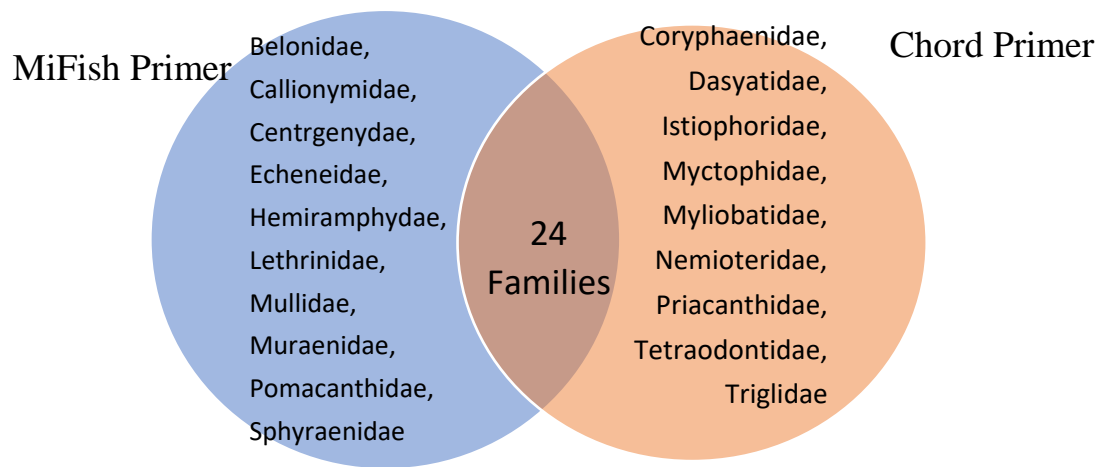 MiFish Primer
Belonidae,
Callionymidae,
Centrgenydae,
Echeneidae,
Hemiramphydae,
Lethrinidae,
Mullidae,
Muraenidae,
Pomacanthidae,
Sphyraenidae
24
Families
Chord Primer
Coryphaenidae,
Dasyatidae,
Istiophoridae,
Myctophidae,
Myliobatidae,
Nemioteridae,
Priacanthidae,
Tetraodontidae,
Triglidae